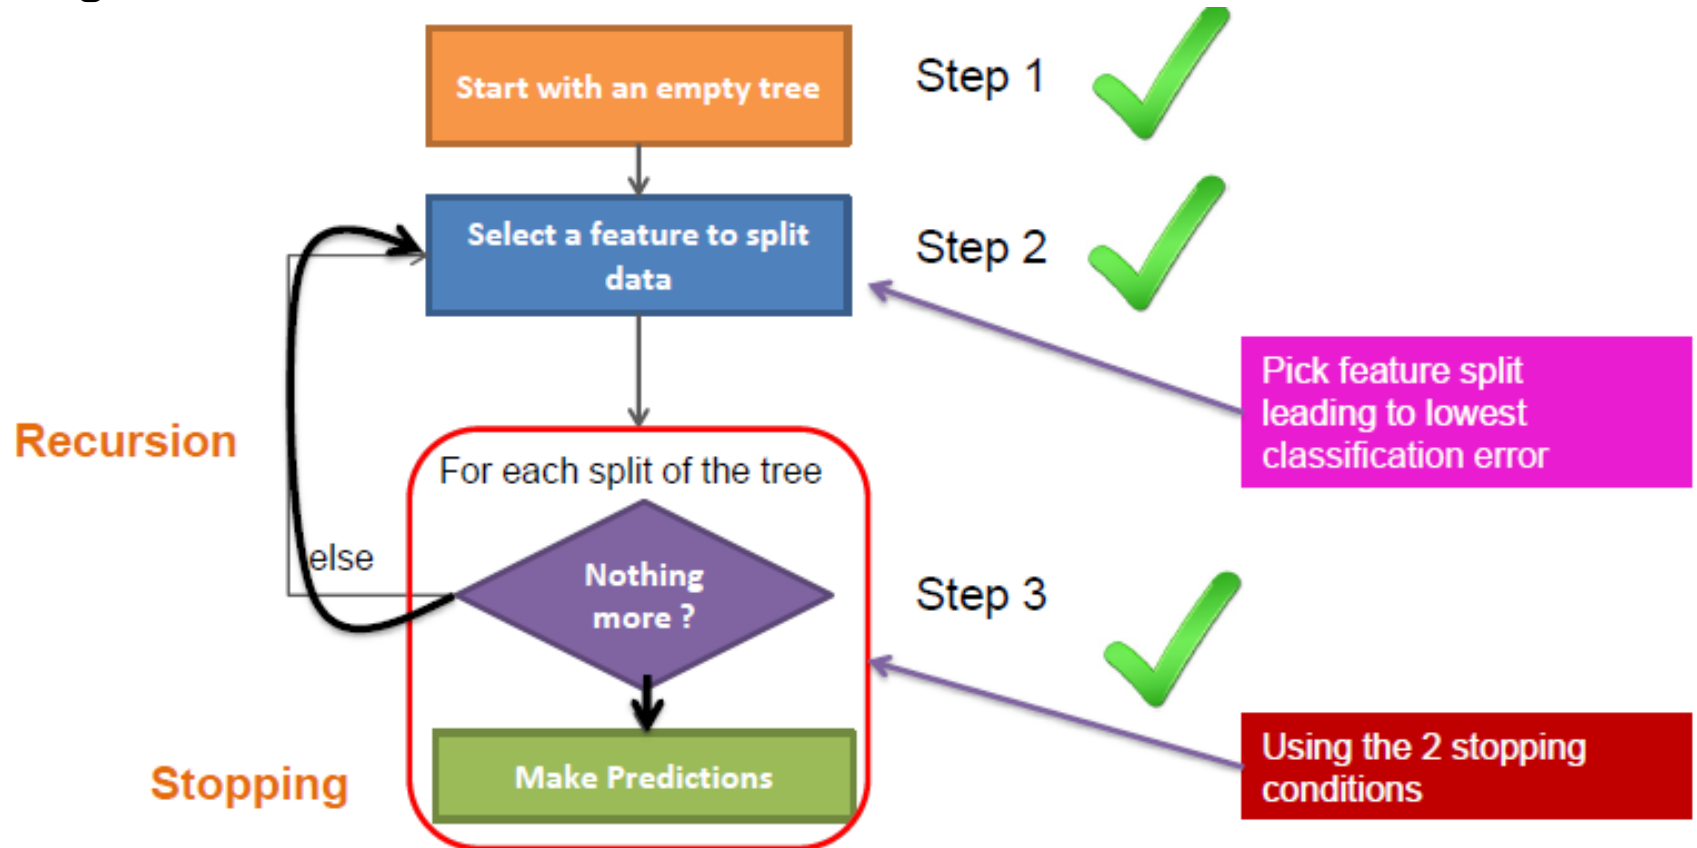 Start with an empty tree
Step 1
Select a feature to split
data
Step 2
Pick feature split
leading to lowest
classification error
Recursion
For each split of the tree
else
Nothing
more ?
Step 3
Make Predictions
Stopping
Using the 2 stopping
conditions